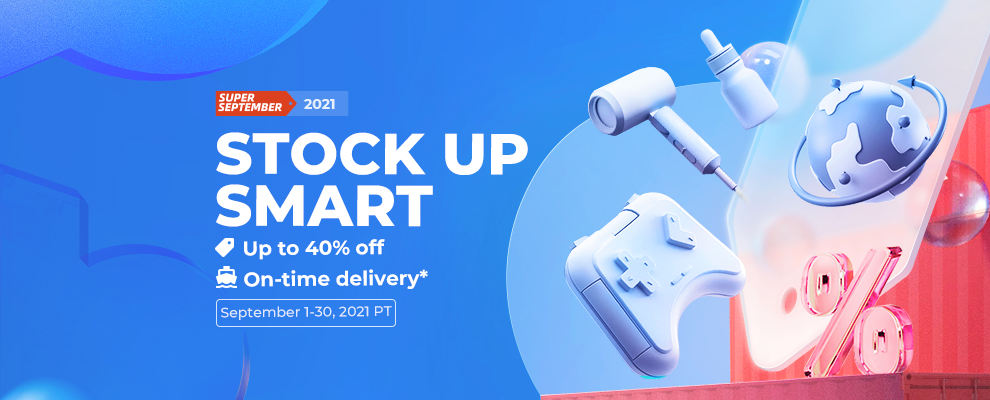 SUPER
SEPTEMBER
2021
STOCK UP
SMART
Up to 40% off
On-time delivery*
September 1-30, 2021 PT
%